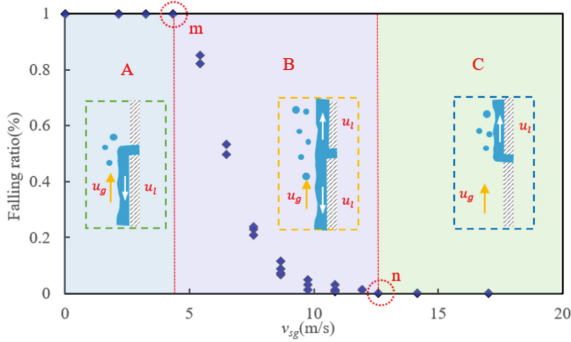 1
0.8
0.6
0.4
0.2
0
Falling ratio(%)
m
A
B
C
u_g
u_l
u_g
u_l
u_l
u_g
u_l
n
0
5
10
15
20
v_sg(m/s)